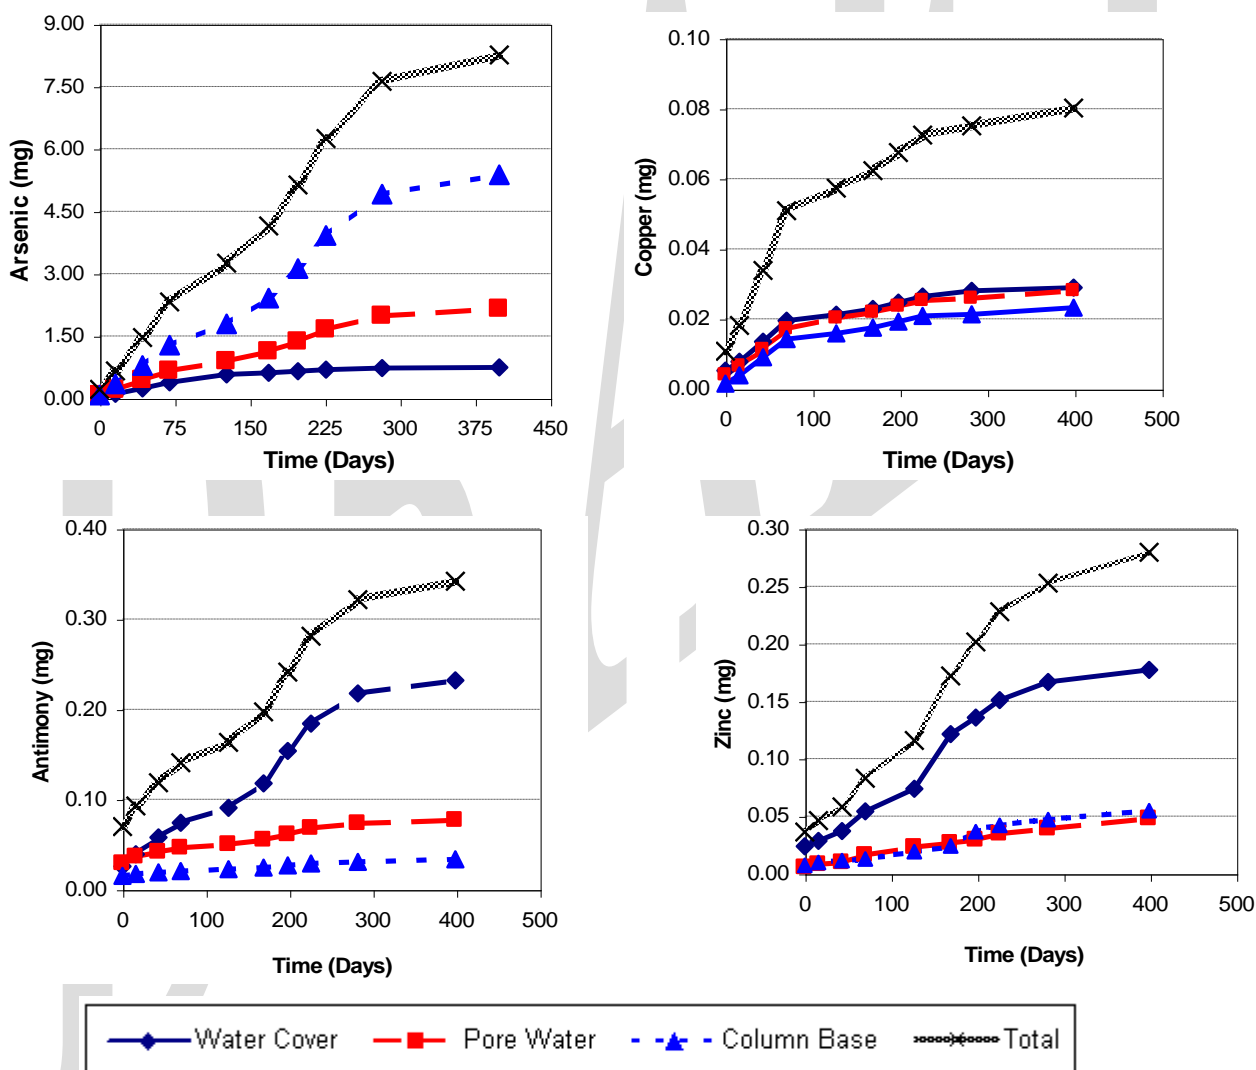 9.00
7.50
6.00
4.50
3.00
1.50
0.00
Arsenic (mg)
0 75 150 225 300 375 450
Time (Days)
0.10
0.08
0.06
0.04
0.02
0.00
Copper (mg)
0 100 200 300 400 500
Time (Days)
0.40
0.30
0.20
0.10
0.00
Antimony (mg)
0 100 200 300 400 500
Time (Days)
0.30
0.25
0.20
0.15
0.10
0.05
0.00
Zinc (mg)
0 100 200 300 400 500
Time (Days)
Water Cover Pore Water Column Base Total